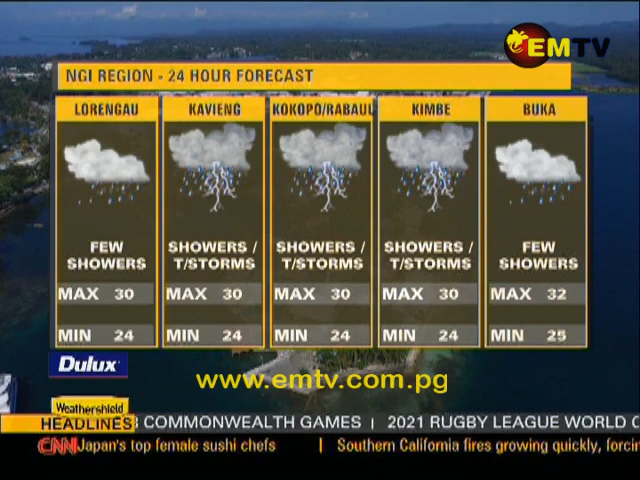 EMTV
NGI REGION - 24 HOUR FORECAST
LORENGAU KAVIENG KOKOPO/RABAUL KIMBE BUKA
FEW SHOWERS / SHOWERS / SHOWERS / FEW
SHOWERS T/STORMS T/STORMS T/STORMS SHOWERS
MAX 30 MAX 30 MAX 30 MAX 30 MAX 32
MIN 24 MIN 24 MIN 24 MIN 24 MIN 25
Dulux
www.emtv.com.pg
Weathershield
HEADLINES COMMONWEALTH GAMES | 2021 RUGBY LEAGUE WORLD
CNN Japan's top female sushi chefs | Southern California fires growing quickly,